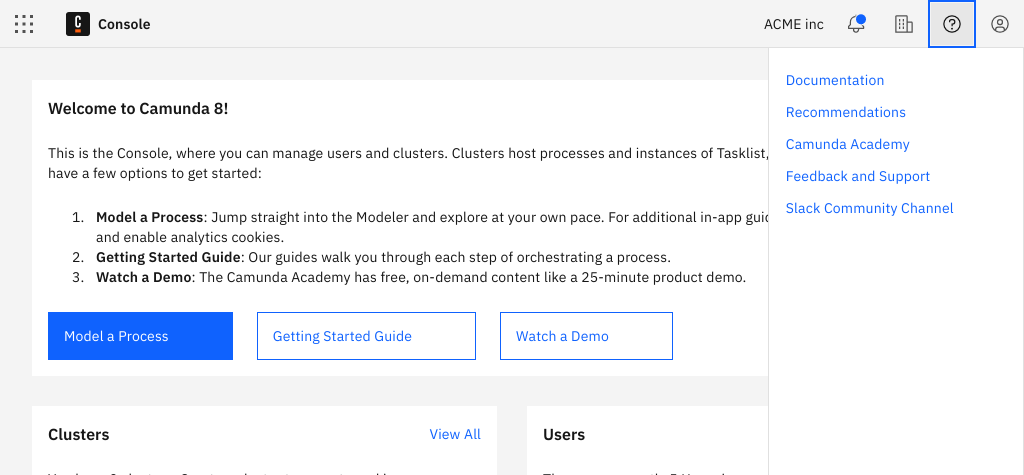 Console
ACME inc
Documentation
Recommendations
Camunda Academy
Feedback and Support
Slack Community Channel
Welcome to Camunda 8!
This is the Console, where you can manage users and clusters. Clusters host processes and instances of Tasklist,
have a few options to get started:
1. Model a Process: Jump straight into the Modeler and explore at your own pace. For additional in-app
and enable analytics cookies.
2. Getting Started Guide: Our guides walk you through each step of orchestrating a process.
3. Watch a Demo: The Camunda Academy has free, on-demand content like a 25-minute product demo.
Model a Process
Getting Started Guide
Watch a Demo
Clusters
View All
Users